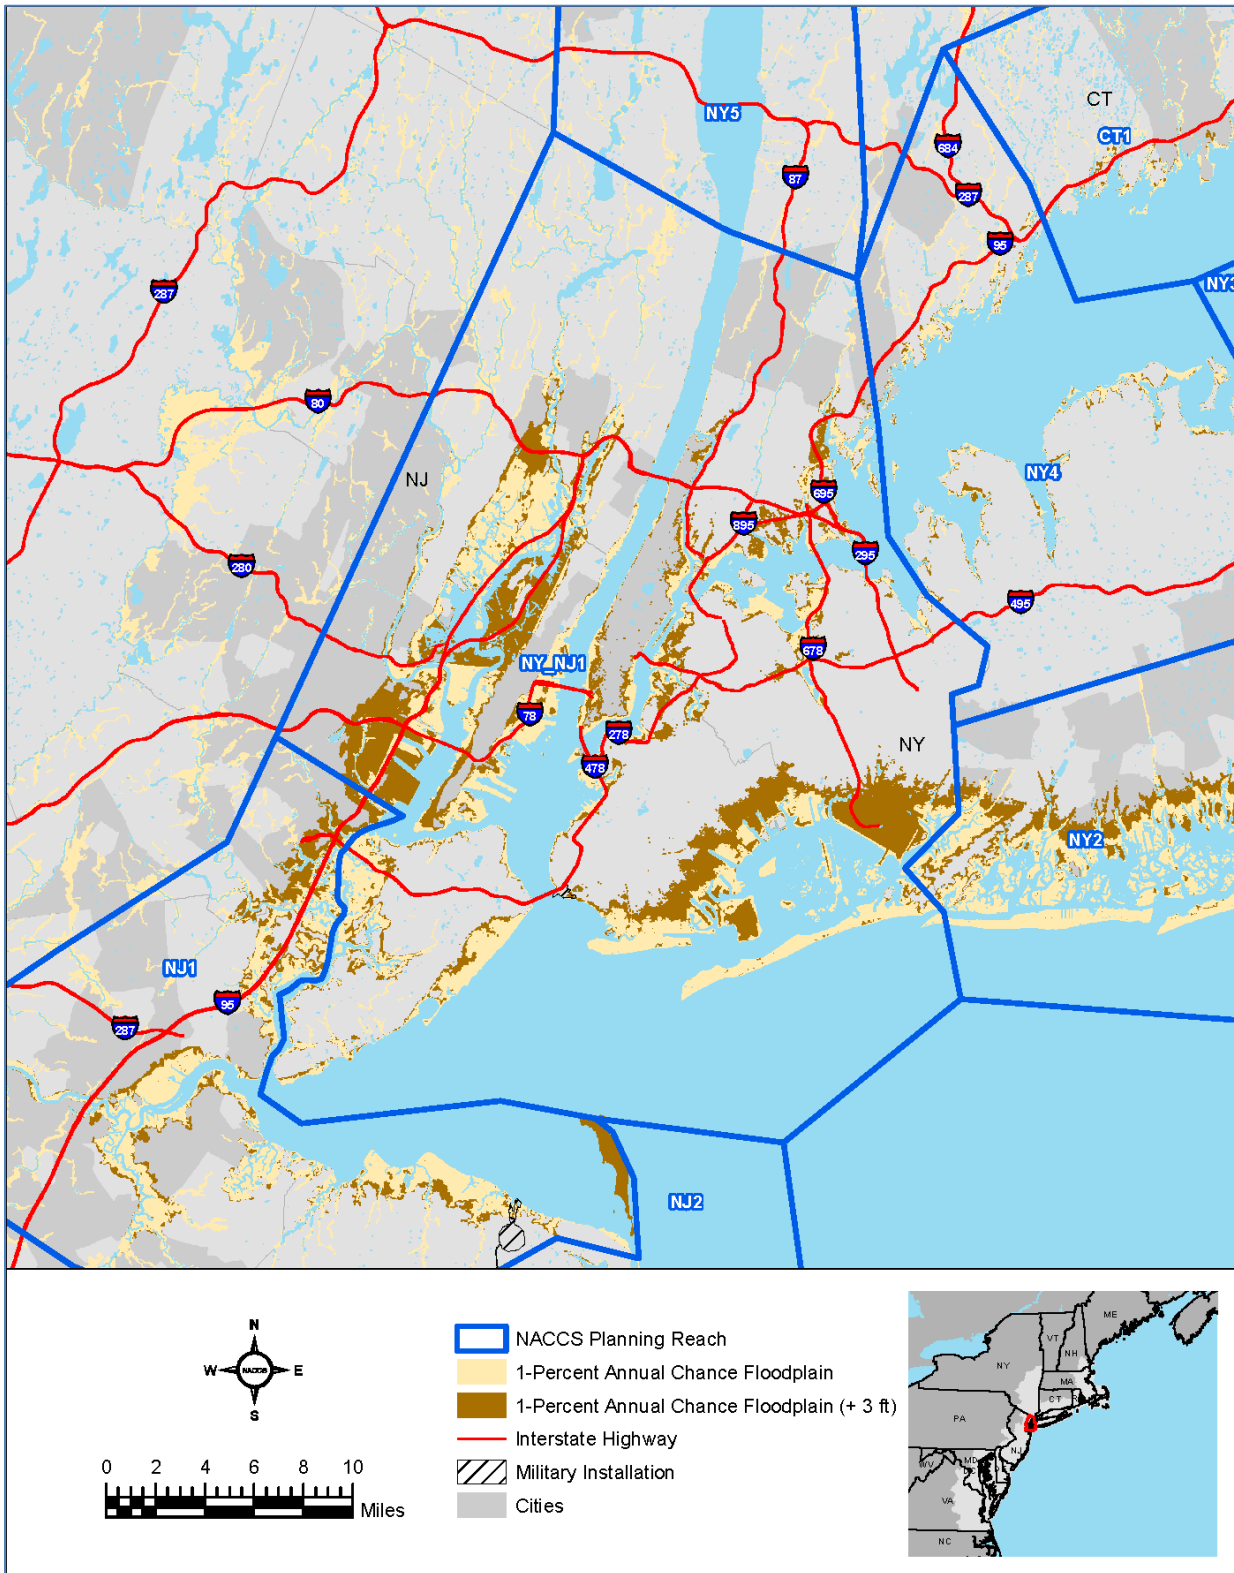 NY5
CT
CT1
684
87
287
95
287
NY3
80
NJ
NY4
695
895
295
280
495
678
NY_NJ1
78
278
NY
478
NY2
NJ1
95
287
NJ2
N
W
NACCS
E
S
0 2 4 6 8 10
Miles
NACCS Planning Reach
1-Percent Annual Chance Floodplain
1-Percent Annual Chance Floodplain (+ 3 ft)
Interstate Highway
Military Installation
Cities
ME
VT
NH
NY
MA
CT
PA
NJ
MD
WV
VA
NC